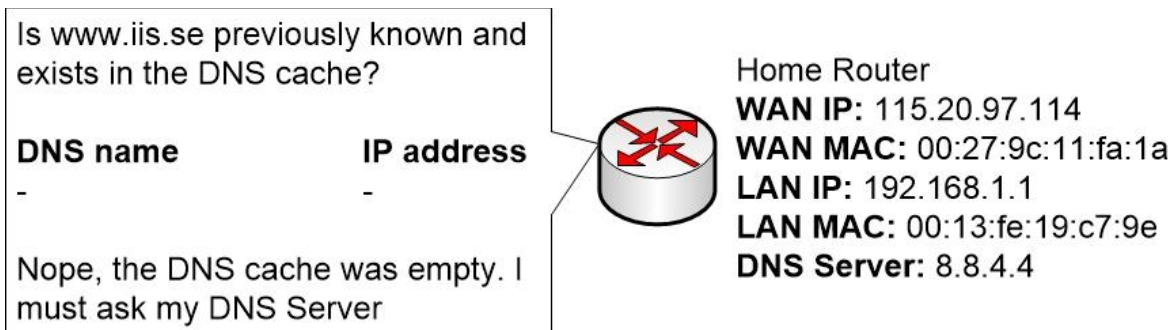 Is www.iis.se previously known and
exists in the DNS cache?
DNS name IP address
- -
Nope, the DNS cache was empty. I
must ask my DNS Server
Home Router
WAN IP: 115.20.97.114
WAN MAC: 00:27:9c:11:fa:1a
LAN IP: 192.168.1.1
LAN MAC: 00:13:fe:19:c7:9e
DNS Server: 8.8.4.4